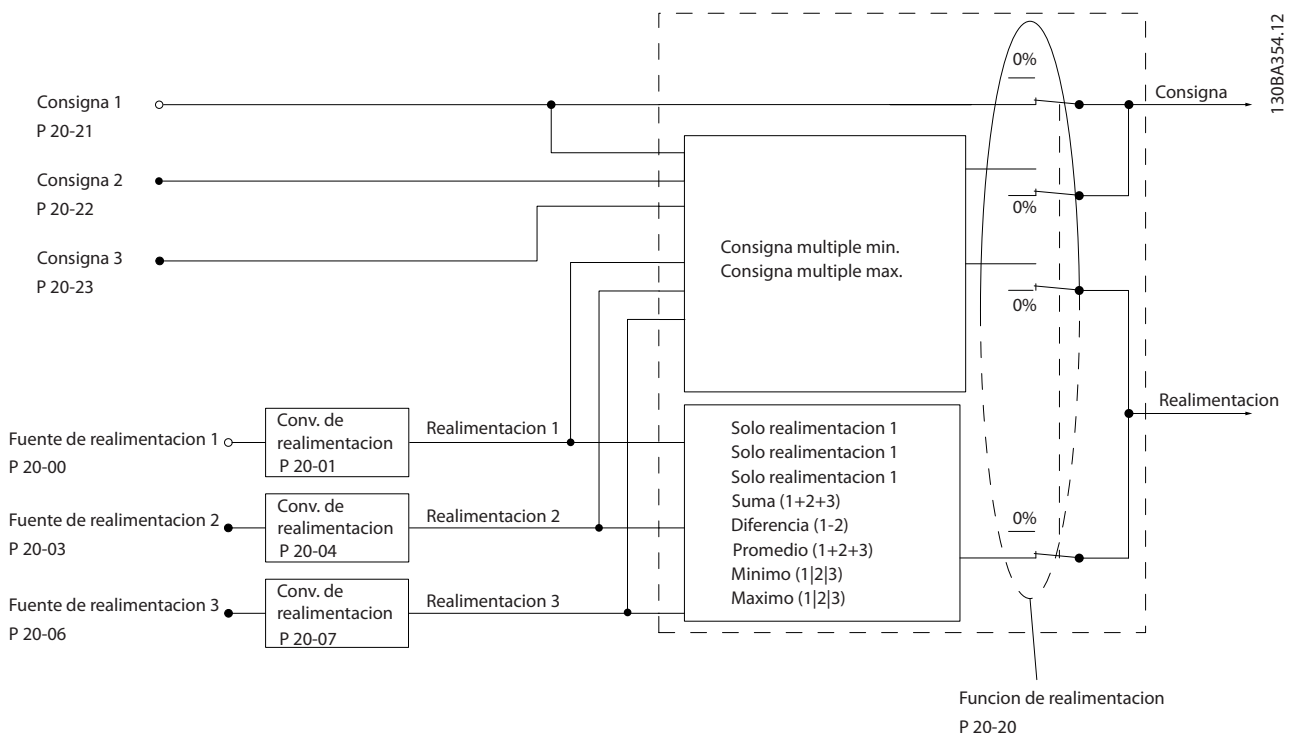 130BA354.12
0%
Consigna
Consigna 1
P 20-21
Consigna 2
P 20-22
0%
Consigna 3
P 20-23
Consigna multiple min.
Consigna multiple max.
0%
Realimentacion
Fuente de realimentacion 1
P 20-00
Conv. de
realimentacion
P 20-01
Realimentacion 1
Fuente de realimentacion 2
P 20-03
Conv. de
realimentacion
P 20-04
Realimentacion 2
Fuente de realimentacion 3
P 20-06
Conv. de
realimentacion
P 20-07
Realimentacion 3
Solo realimentacion 1
Solo realimentacion 1
Solo realimentacion 1
Suma (1+2+3)
Diferencia (1-2)
Promedio (1+2+3)
Minimo (1|2|3)
Maximo (1|2|3)
0%
Funcion de realimentacion
P 20-20